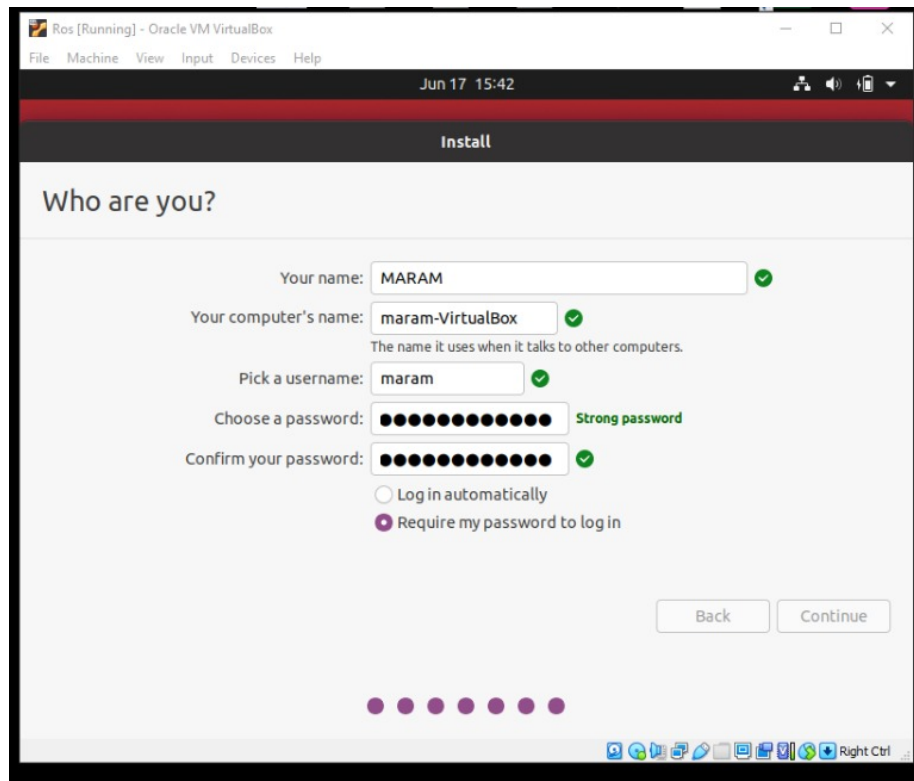 Ros [Running] - Oracle VM VirtualBox
File Machine View Input Devices Help
Jun 17 15:42
Install
Who are you?
Your name: MARAM
Your computer's name: maram-VirtualBox
The name it uses when it talks to other computers.
Pick a username: maram
Choose a password: ●●●●●●●●●●●● Strong password
Confirm your password: ●●●●●●●●●●●●
Log in automatically
Require my password to log in
Back Continue
Right Ctrl